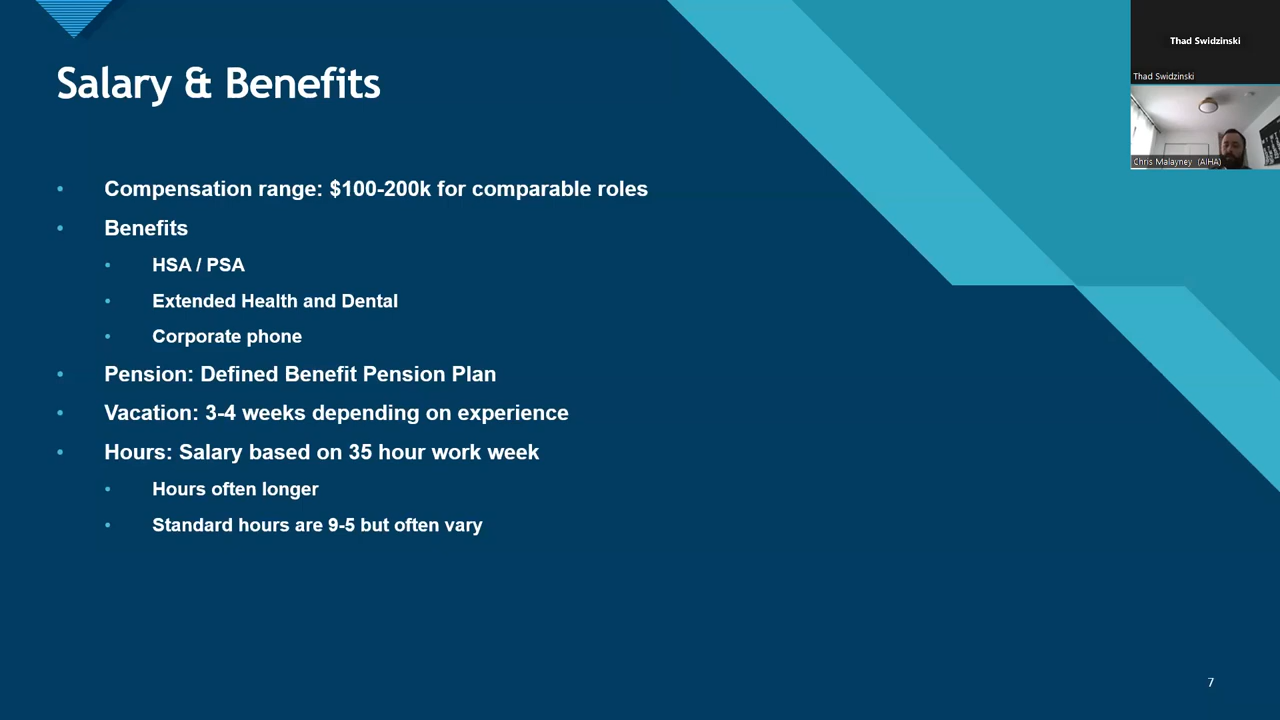 Salary & Benefits
• Compensation range: $100-200k for comparable roles
• Benefits
• HSA / PSA
• Extended Health and Dental
• Corporate phone
• Pension: Defined Benefit Pension Plan
• Vacation: 3-4 weeks depending on experience
• Hours: Salary based on 35 hour work week
• Hours often longer
• Standard hours are 9-5 but often vary
7
Thad Swidzinski
Thad Swidzinski
Chris Malayney (AIHA)